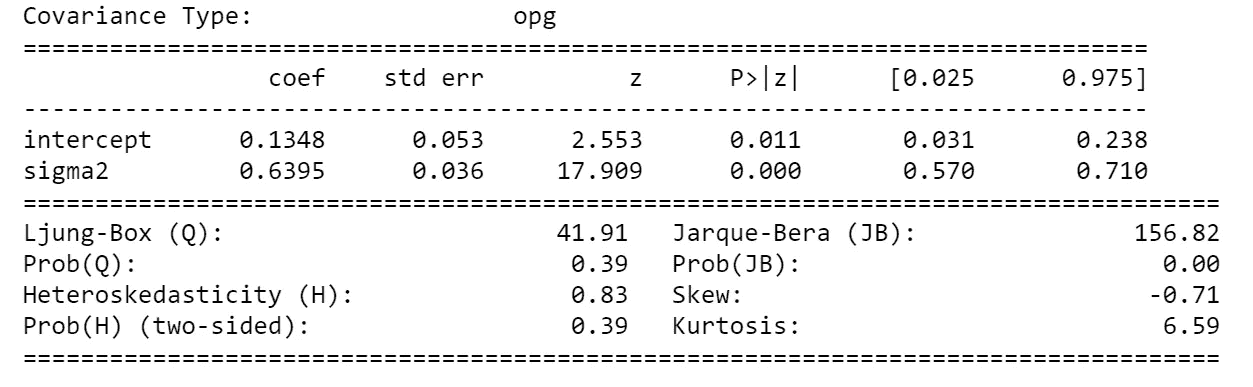 Covariance Type:                  opg
==============================================================================
                 coef    std err          z      P>|z|      [0.025      0.975]
------------------------------------------------------------------------------
intercept      0.1348      0.053      2.553      0.011       0.031       0.238
sigma2         0.6395      0.036     17.909      0.000       0.570       0.710
===================================================================================
Ljung-Box (Q):                       41.91   Jarque-Bera (JB):               156.82
Prob(Q):                              0.39   Prob(JB):                         0.00
Heteroskedasticity (H):               0.83   Skew:                            -0.71
Prob(H) (two-sided):                  0.39   Kurtosis:                         6.59
===================================================================================